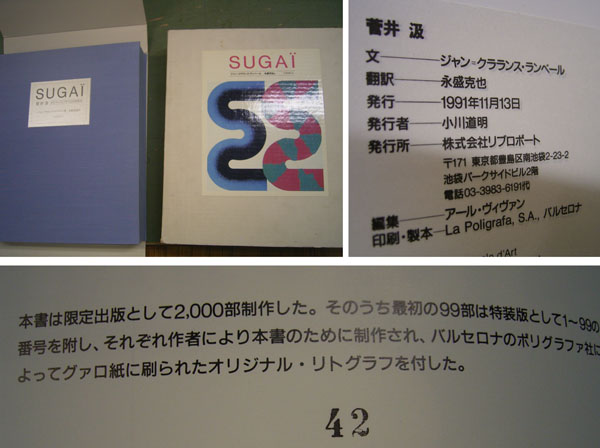 SUGAÏ
菅井 汲
SUGAÏ
菅井 汲
文――ジャン=クラランス・ランベール
翻訳――永盛克也
発行――1991年11月13日
発行者――小川道明
発行所――株式会社リブロポート
〒171 東京都豊島区南池袋2-23-2
池袋パークサイドビル2階
電話03-3983-6191代
編集――アール・ヴィヴァン
印刷・製本――La Poligrafa, S.A., バルセロナ
d'Art
本書は限定出版として2,000部制作した。そのうち最初の99部は特装版として1~99の
番号を附し、それぞれ作者により本書のために制作され、バルセロナのポリグラファ社に
よってグァロ紙に刷られたオリジナル・リトグラフを付した。
42